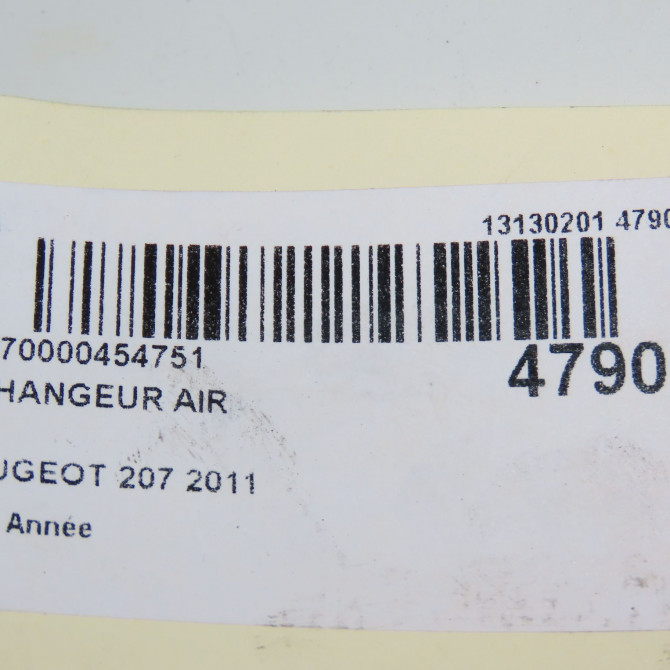 13130201 4790
70000454751
4790
HANGEUR AIR
UGEOT 207 2011
Année